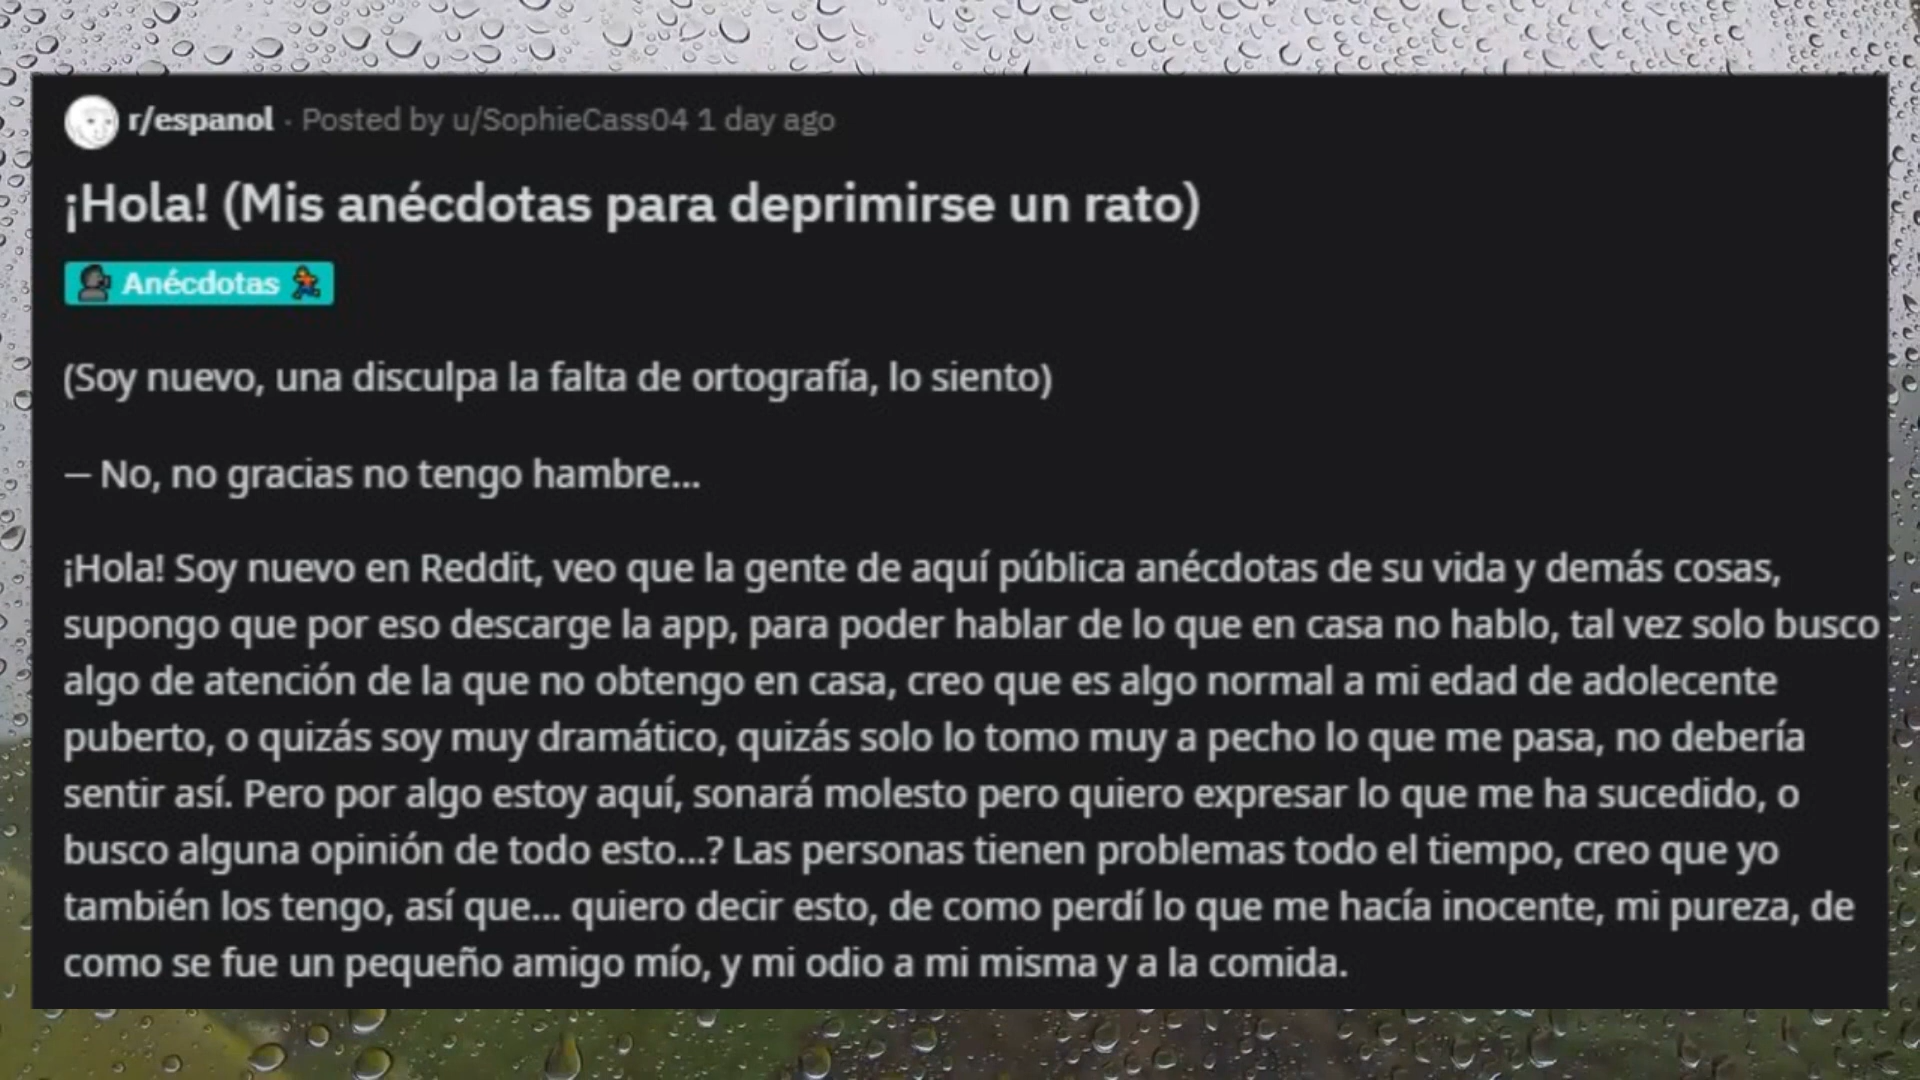 r/espanol · Posted by u/SophieCass04 1 day ago
¡Hola! (Mis anécdotas para deprimirse un rato)
Anécdotas
(Soy nuevo, una disculpa la falta de ortografía, lo siento)
— No, no gracias no tengo hambre...
¡Hola! Soy nuevo en Reddit, veo que la gente de aquí pública anécdotas de su vida y demás cosas,
supongo que por eso descarge la app, para poder hablar de lo que en casa no hablo, tal vez solo busco
algo de atención de la que no obtengo en casa, creo que es algo normal a mi edad de adolecente
puberto, o quizás soy muy dramático, quizás solo lo tomo muy a pecho lo que me pasa, no debería
sentir así. Pero por algo estoy aquí, sonará molesto pero quiero expresar lo que me ha sucedido, o
busco alguna opinión de todo esto...? Las personas tienen problemas todo el tiempo, creo que yo
también los tengo, así que... quiero decir esto, de como perdí lo que me hacía inocente, mi pureza, de
como se fue un pequeño amigo mío, y mi odio a mi misma y a la comida.